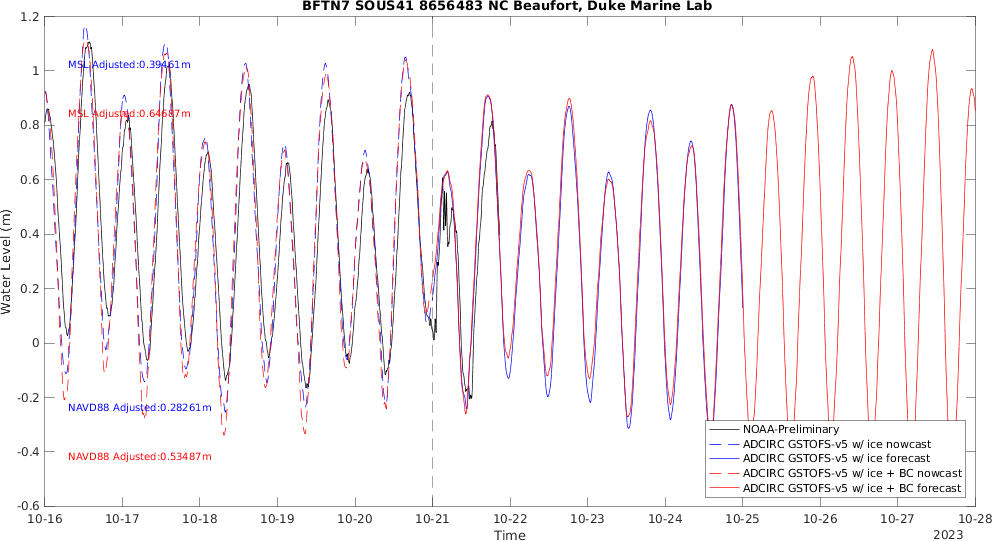 BFTN7 SOUS41 8656483 NC Beaufort, Duke Marine Lab
1.2
1
0.8
0.6
0.4
0.2
0
-0.2
-0.4
-0.6
Water Level (m)
MSL Adjusted:0.39461m
MSL Adjusted:0.64687m
NAVD88 Adjusted:0.28261m
NAVD88 Adjusted:0.53487m
NOAA-Preliminary
ADCIRC GSTOFS-v5 w/ ice nowcast
ADCIRC GSTOFS-v5 w/ ice forecast
ADCIRC GSTOFS-v5 w/ ice + BC nowcast
ADCIRC GSTOFS-v5 w/ ice + BC forecast
10-16 10-17 10-18 10-19 10-20 10-21 10-22 10-23 10-24 10-25 10-26 10-27 10-28
Time
2023